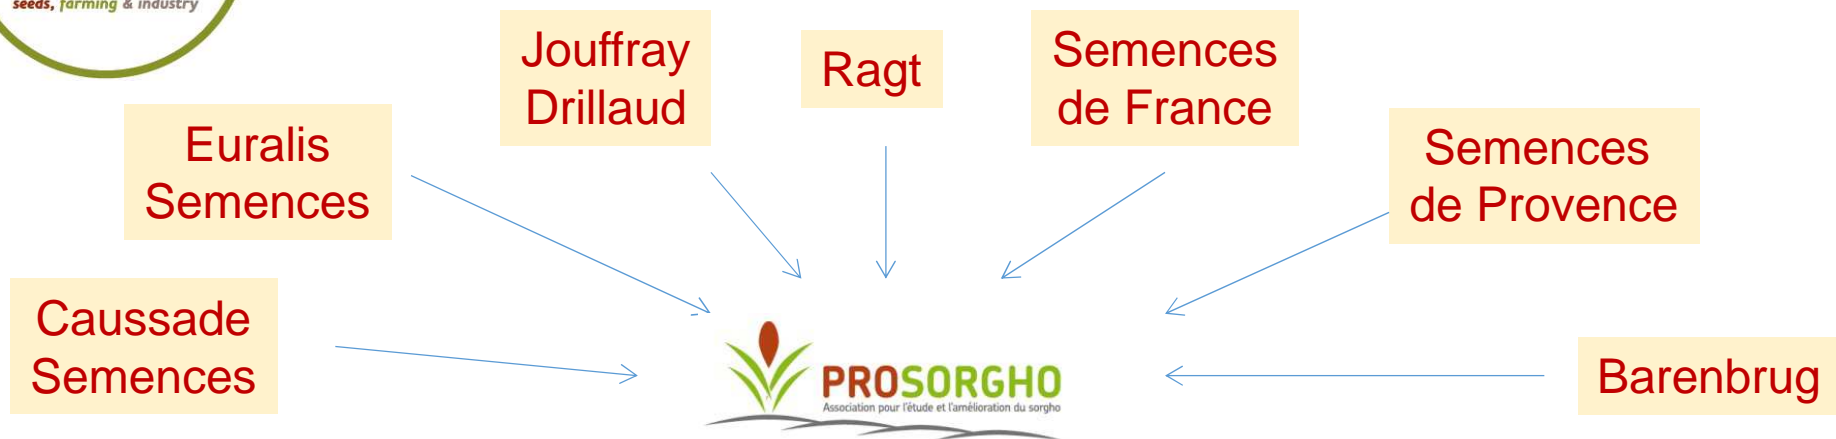 seeds, farming & industry
Jouffray
Drillaud
Ragt
Semences
de France
Euralis
Semences
Semences
de Provence
Caussade
Semences
PROSORGHO
Association pour l'étude et l'amélioration du sorgho
Barenbrug